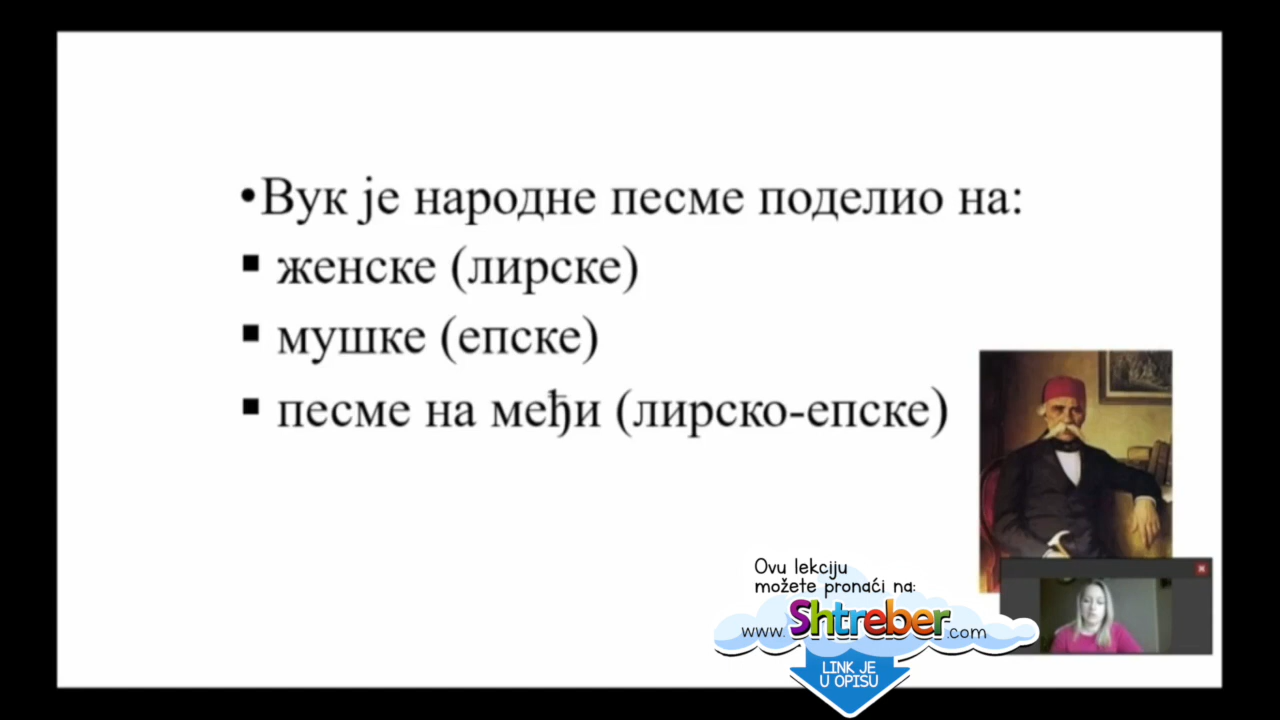 •Вук је народне песме поделио на:
▪ женске (лирске)
▪ мушке (епске)
▪ песме на међи (лирско-епске)
Ovu lekciju
možete pronaći na:
www.Shtreber.com
LINK JE
U OPISU